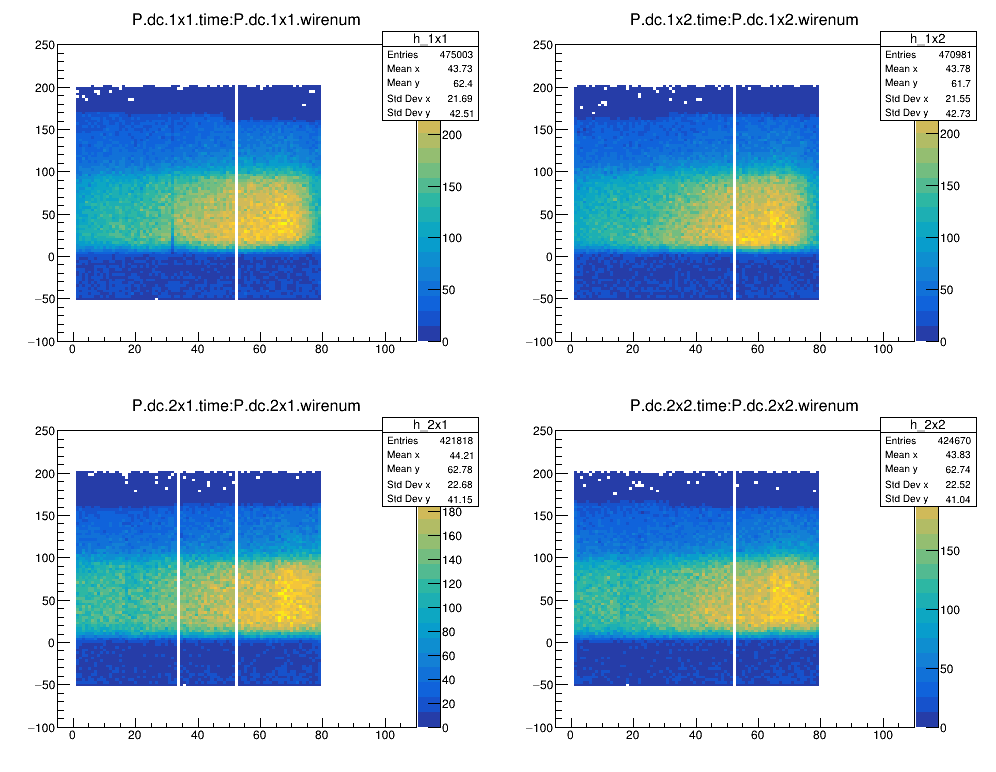 P.dc.1x1.time:P.dc.1x1.wirenum
h_1x1
Entries 475003
Mean x 43.73
Mean y 62.4
Std Dev x 21.69
Std Dev y 42.51
250
200
150
100
50
0
−50
−100
0 20 40 60 80 100
200
150
100
50
0
P.dc.1x2.time:P.dc.1x2.wirenum
h_1x2
Entries 470981
Mean x 43.78
Mean y 61.7
Std Dev x 21.55
Std Dev y 42.73
250
200
150
100
50
0
−50
−100
0 20 40 60 80 100
200
150
100
50
0
P.dc.2x1.time:P.dc.2x1.wirenum
h_2x1
Entries 421818
Mean x 44.21
Mean y 62.78
Std Dev x 22.68
Std Dev y 41.15
250
200
150
100
50
0
−50
−100
0 20 40 60 80 100
180
160
140
120
100
80
60
40
20
0
P.dc.2x2.time:P.dc.2x2.wirenum
h_2x2
Entries 424670
Mean x 43.83
Mean y 62.74
Std Dev x 22.52
Std Dev y 41.04
250
200
150
100
50
0
−50
−100
0 20 40 60 80 100
150
100
50
0